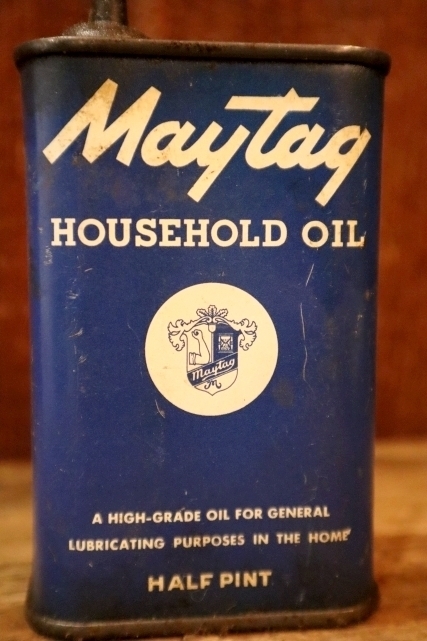 Maytag
HOUSEHOLD OIL
Maytag
A HIGH-GRADE OIL FOR GENERAL
LUBRICATING PURPOSES IN THE HOME
HALF PINT